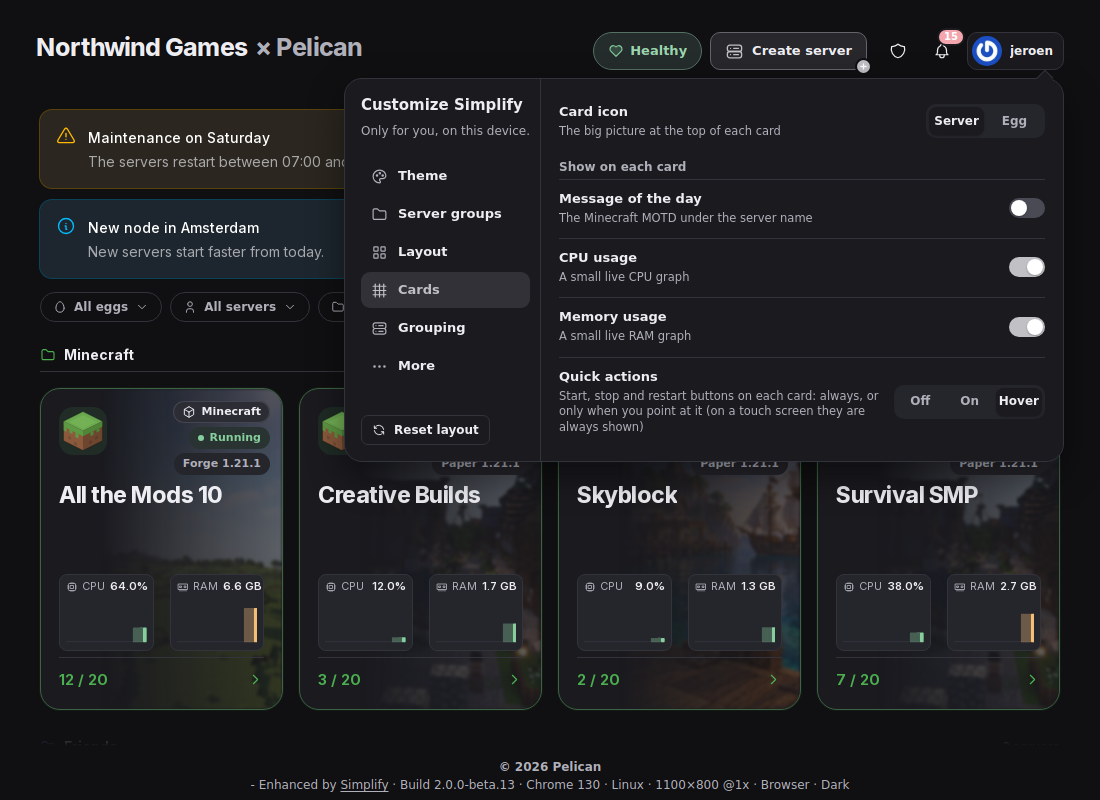 Northwind Games × Pelican
Healthy
Create server
15
jeroen
Maintenance on Saturday
The servers restart between 07:00 and
New node in Amsterdam
New servers start faster from today.
All eggs
All servers
Minecraft
Customize Simplify
Only for you, on this device.
Theme
Server groups
Layout
Cards
Grouping
More
Reset layout
Card icon
The big picture at the top of each card
Server
Egg
Show on each card
Message of the day
The Minecraft MOTD under the server name
CPU usage
A small live CPU graph
Memory usage
A small live RAM graph
Quick actions
Start, stop and restart buttons on each card: always, or
only when you point at it (on a touch screen they are
always shown)
Off
On
Hover
Minecraft
Running
Forge 1.21.1
All the Mods 10
CPU 64.0%
RAM 6.6 GB
12 / 20
Paper 1.21.1
Creative Builds
CPU 12.0%
RAM 1.7 GB
3 / 20
Paper 1.21.1
Skyblock
CPU 9.0%
RAM 1.3 GB
2 / 20
Paper 1.21.1
Survival SMP
CPU 38.0%
RAM 2.7 GB
7 / 20
Friends
© 2026 Pelican
- Enhanced by Simplify · Build 2.0.0-beta.13 · Chrome 130 · Linux · 1100×800 @1x · Browser · Dark